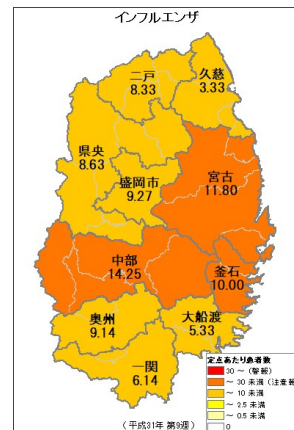 インフルエンザ
二戸
8.33
久慈
3.33
県央
8.63
盛岡市
9.27
宮古
11.80
中部
14.25
釜石
10.00
奥州
9.14
大船渡
5.33
一関
6.14
定点あたり患者数
30 ～ (警報)
～ 30 未満 (注意報
～ 10 未満
～ 2.5 未満
～ 0.5 未満
0
(平成31年 第9週)